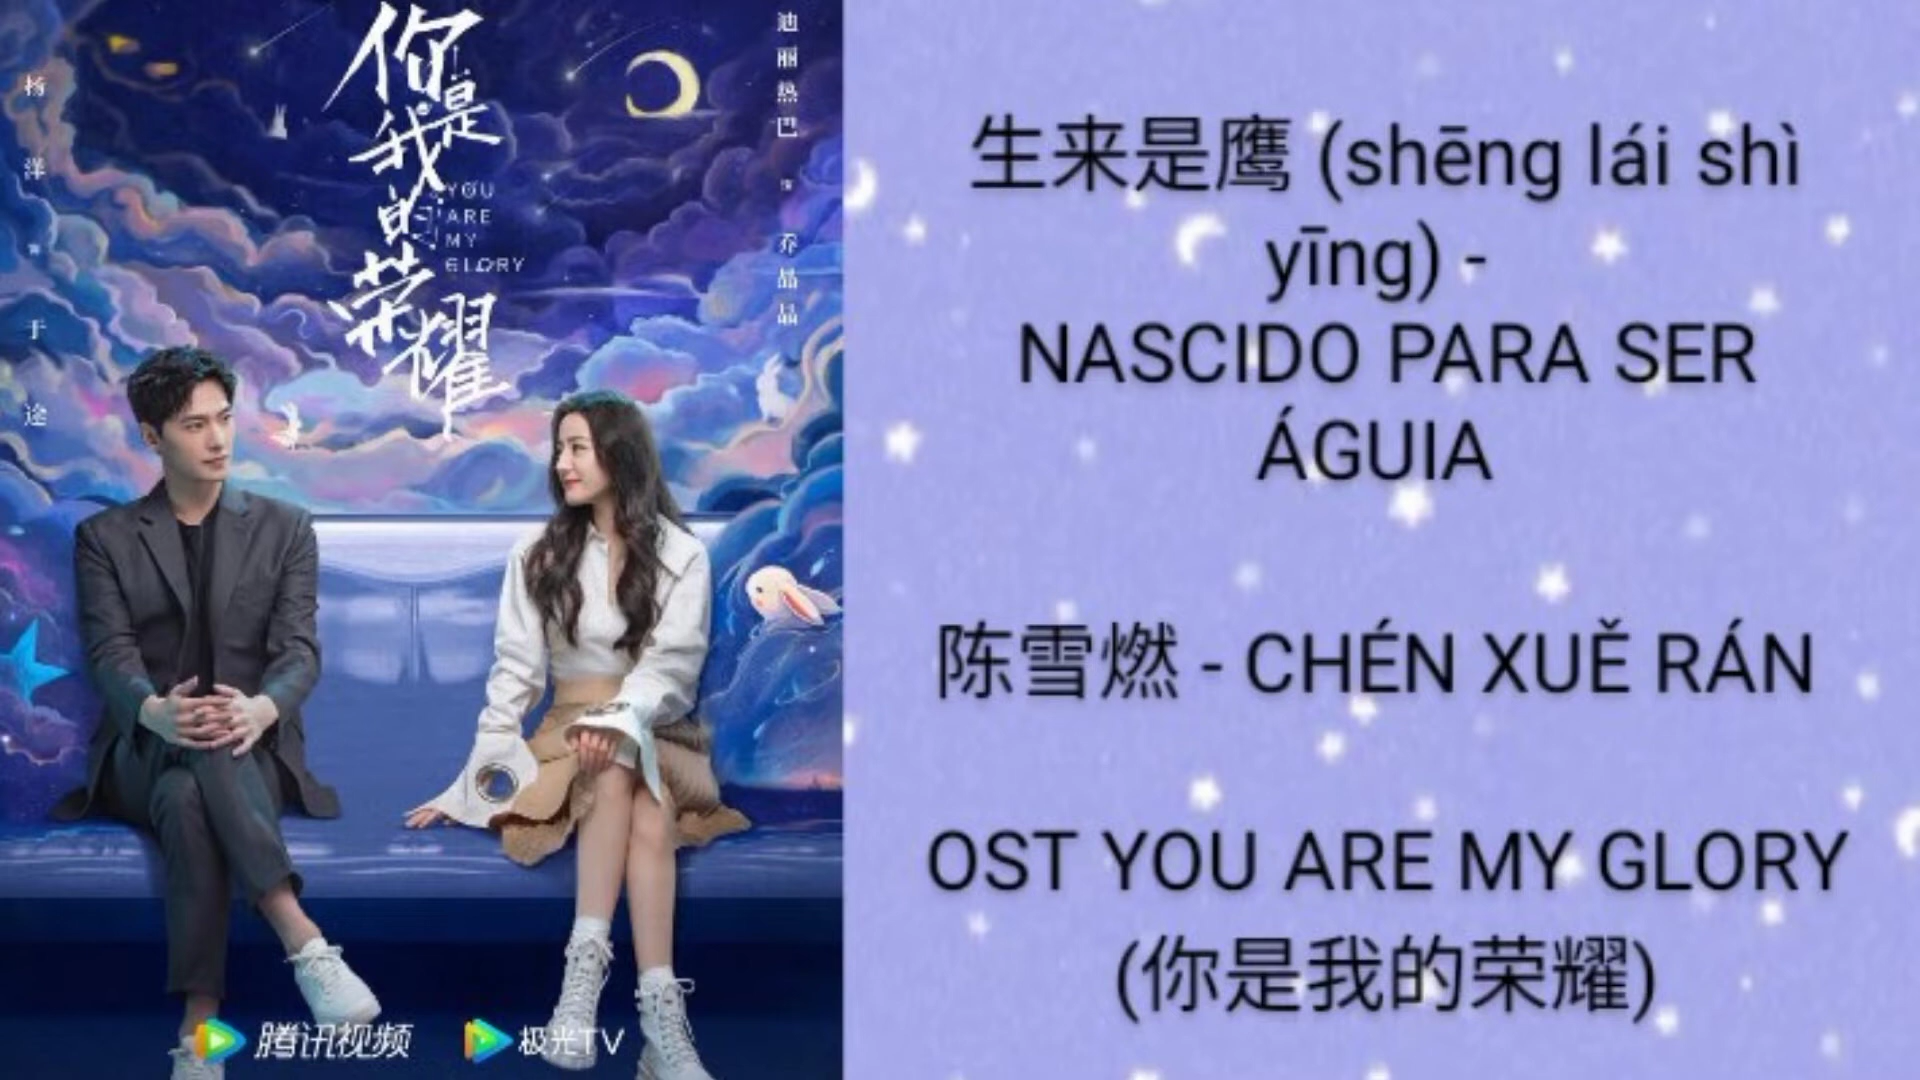 杨洋 饰 于途
你是我的荣耀
YOU
ARE
MY
GLORY
迪丽热巴 饰 乔晶晶
腾讯视频
极光TV
生来是鹰 (shēng lái shì
yīng) -
NASCIDO PARA SER
ÁGUIA
陈雪燃 - CHÉN XUĚ RÁN
OST YOU ARE MY GLORY
(你是我的荣耀)